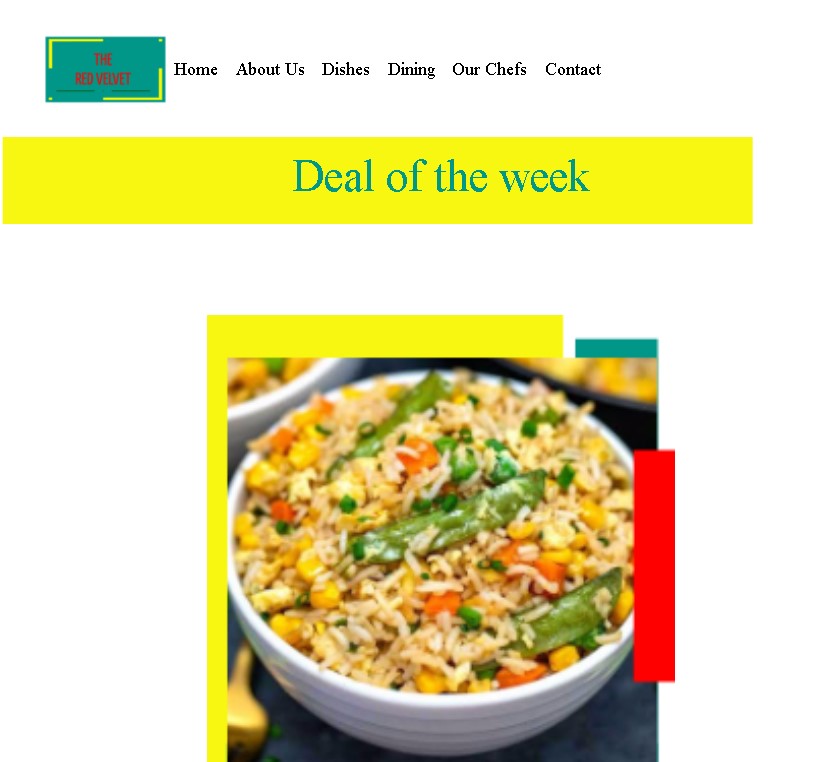 THE
RED VELVET
Home About Us Dishes Dining Our Chefs Contact
Deal of the week